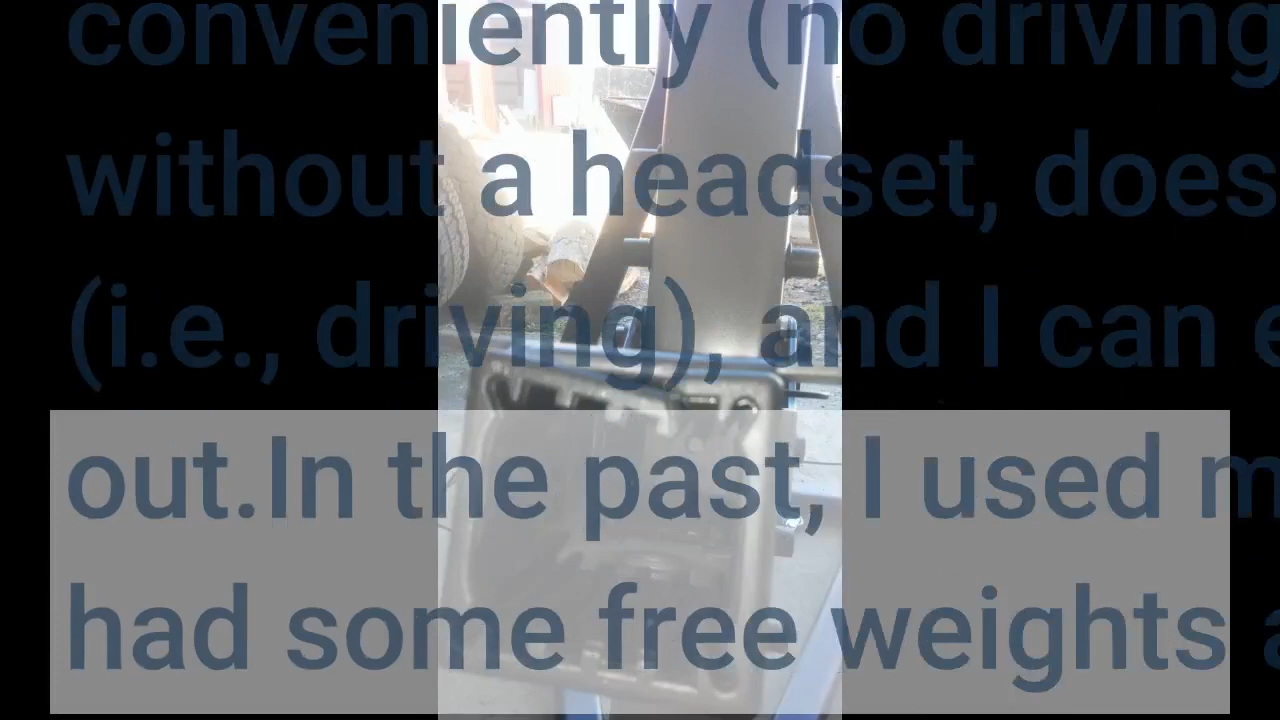 conveniently (no driving
without a headset, does
(i.e., driving), and I can e
out.In the past, I used m
had some free weights a